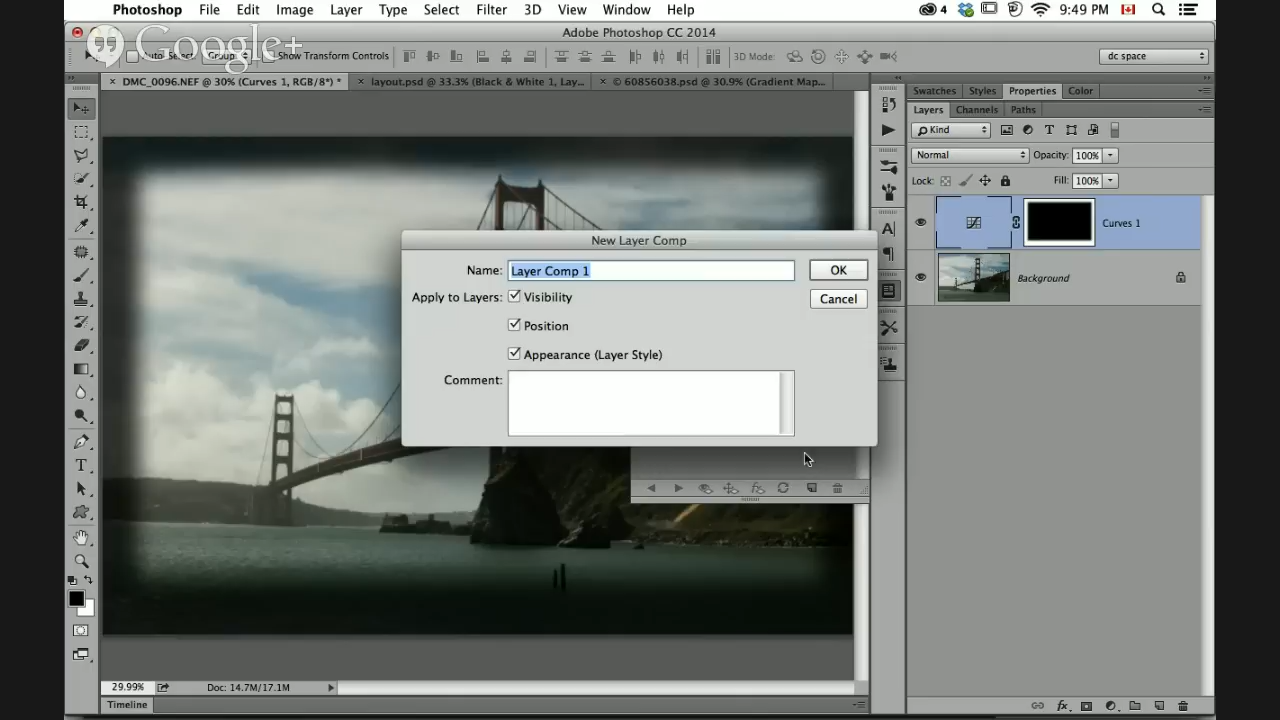 Photoshop File Edit Image Layer Type Select Filter 3D View Window Help 4 9:49 PM
Adobe Photoshop CC 2014
Google+
Auto-Select: Group Show Transform Controls 3D Mode: dc space
× DMC_0096.NEF @ 30% (Curves 1, RGB/8*) * × layout.psd @ 33.3% (Black & White 1, Lay... × © 60856038.psd @ 30.9% (Gradient Map...
Swatches Styles Properties Color
Layers Channels Paths
Kind
Normal Opacity: 100%
Lock: Fill: 100%
Curves 1
Background
New Layer Comp
Name: Layer Comp 1 OK
Apply to Layers: Visibility Cancel
Position
Appearance (Layer Style)
Comment:
29.99% Doc: 14.7M/17.1M
Timeline